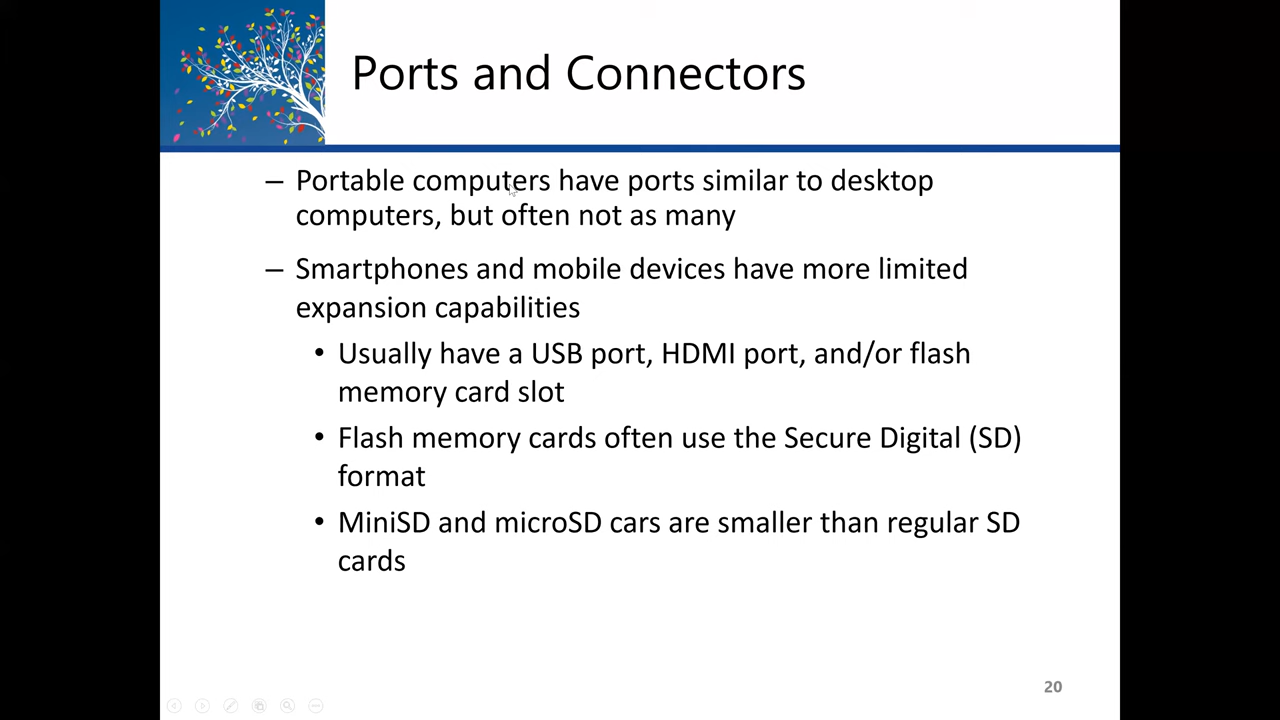 Ports and Connectors
– Portable computers have ports similar to desktop
computers, but often not as many
– Smartphones and mobile devices have more limited
expansion capabilities
• Usually have a USB port, HDMI port, and/or flash
memory card slot
• Flash memory cards often use the Secure Digital (SD)
format
• MiniSD and microSD cars are smaller than regular SD
cards
20